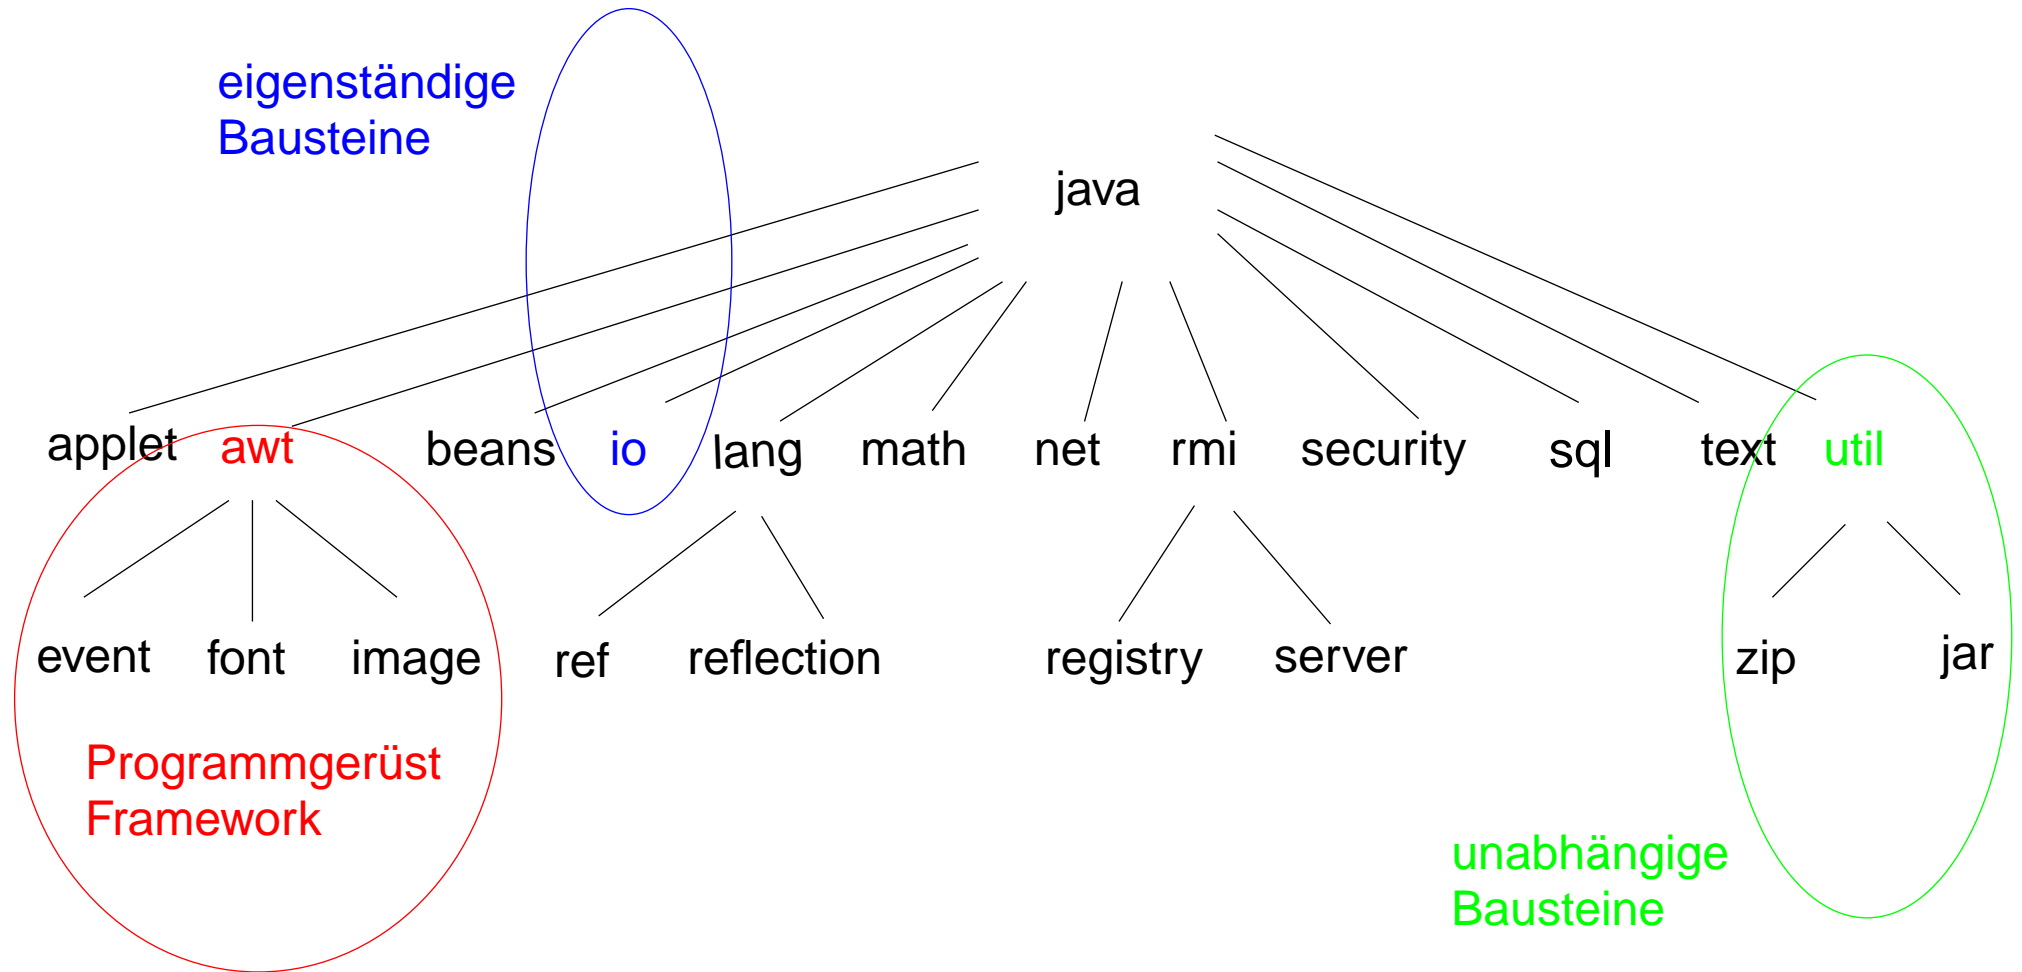 eigenständige
Bausteine
java
applet awt beans io lang math net rmi security sql text util
event font image ref reflection registry server zip jar
Programmgerüst
Framework
unabhängige
Bausteine